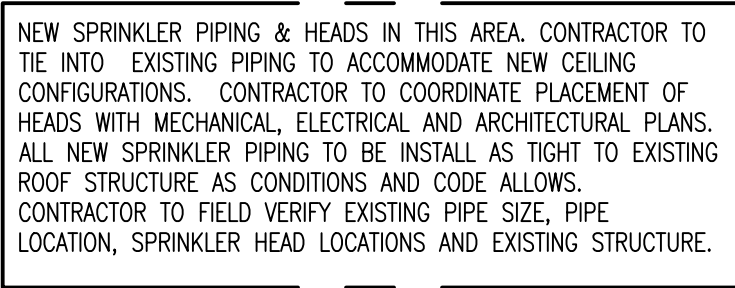 NEW SPRINKLER PIPING & HEADS IN THIS AREA. CONTRACTOR TO
TIE INTO  EXISTING PIPING TO ACCOMMODATE NEW CEILING
CONFIGURATIONS.  CONTRACTOR TO COORDINATE PLACEMENT OF
HEADS WITH MECHANICAL, ELECTRICAL AND ARCHITECTURAL PLANS.
ALL NEW SPRINKLER PIPING TO BE INSTALL AS TIGHT TO EXISTING
ROOF STRUCTURE AS CONDITIONS AND CODE ALLOWS.
CONTRACTOR TO FIELD VERIFY EXISTING PIPE SIZE, PIPE
LOCATION, SPRINKLER HEAD LOCATIONS AND EXISTING STRUCTURE.